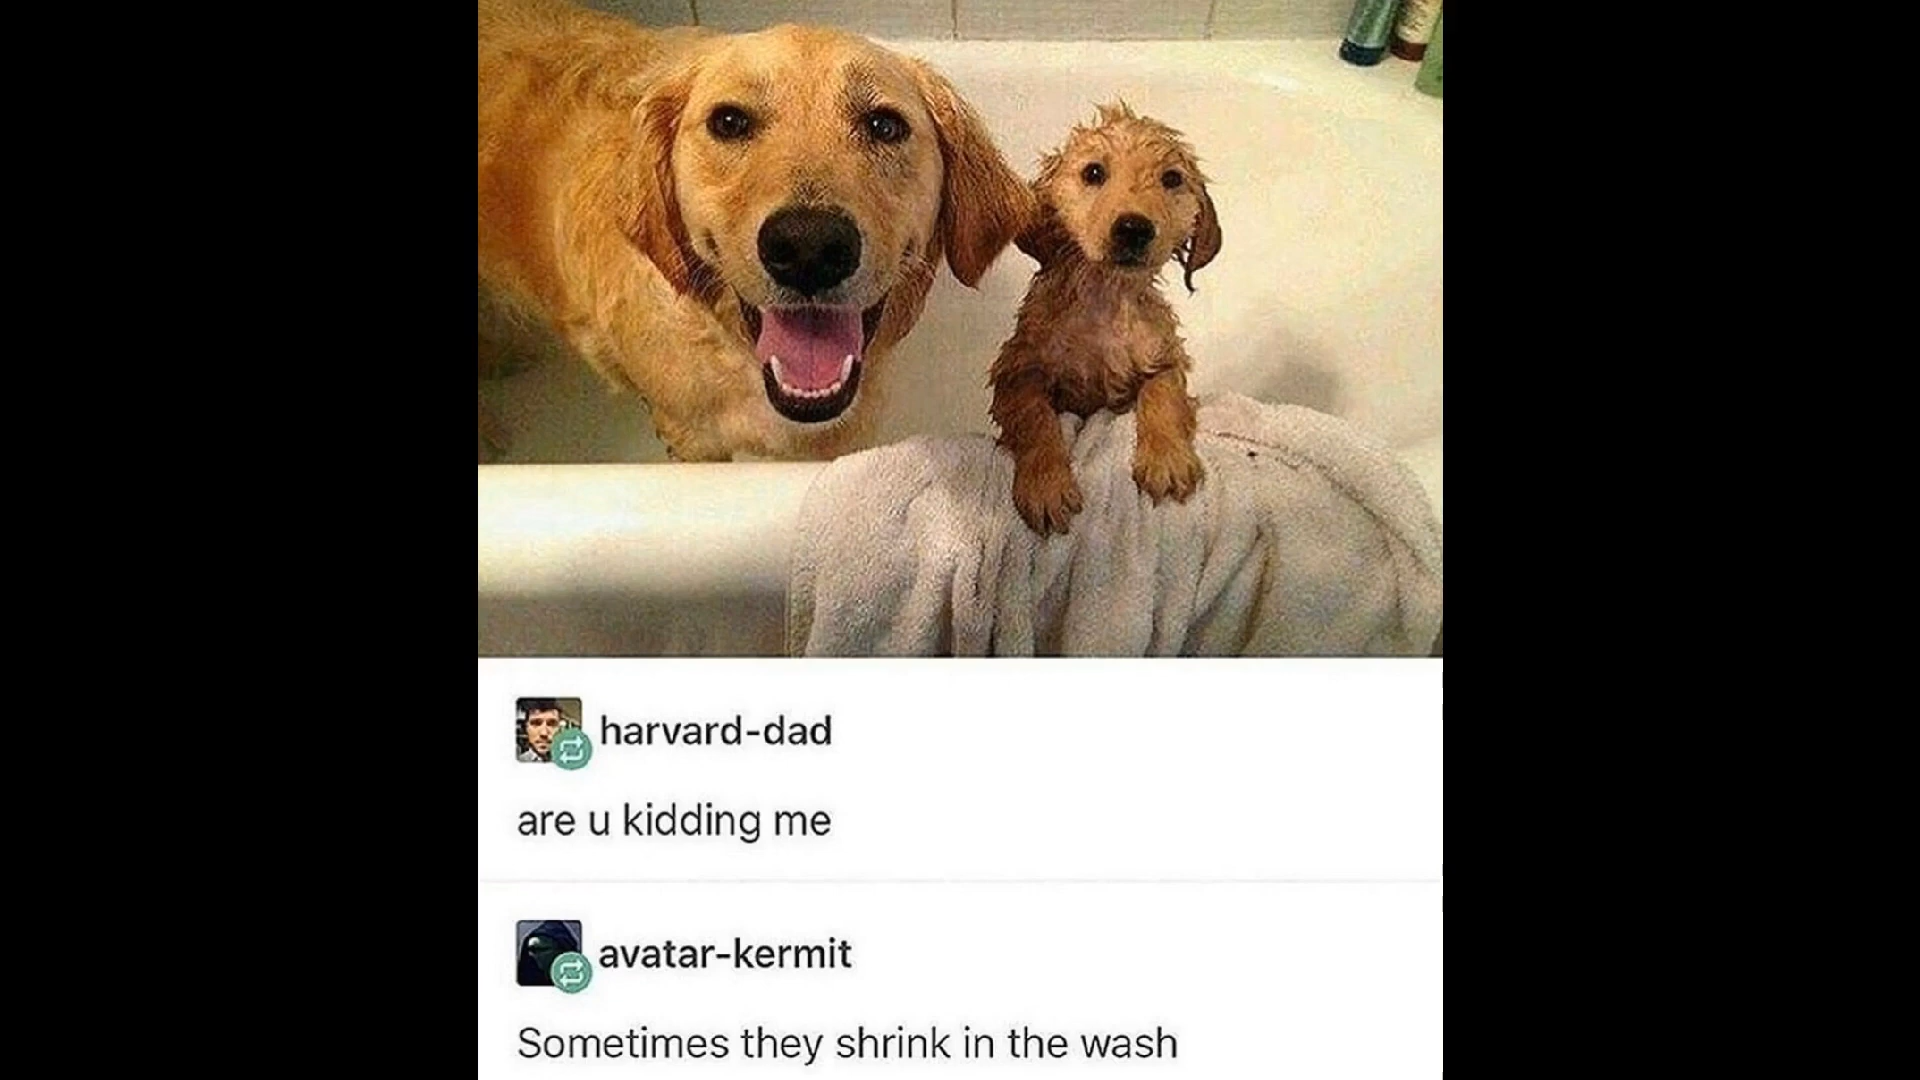 harvard-dad
are u kidding me
avatar-kermit
Sometimes they shrink in the wash